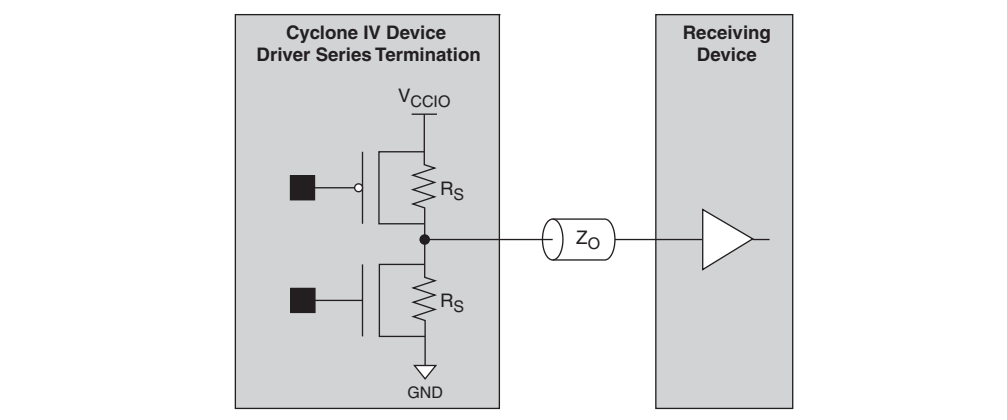 Cyclone IV Device
Driver Series Termination
Receiving
Device
VCCIO
RS
ZO
RS
GND